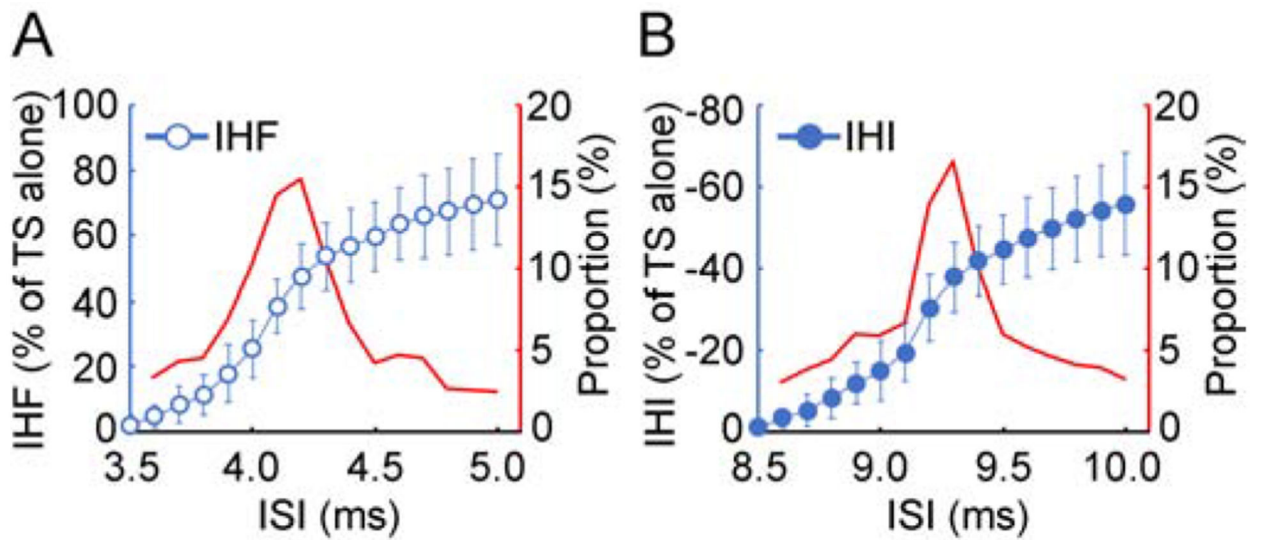 A
IHF (% of TS alone)
100
80
60
40
20
0
IHF
20
15
10
5
0
Proportion (%)
3.5 4.0 4.5 5.0
ISI (ms)
B
IHI (% of TS alone)
-80
-60
-40
-20
0
IHI
20
15
10
5
0
Proportion (%)
8.5 9.0 9.5 10.0
ISI (ms)